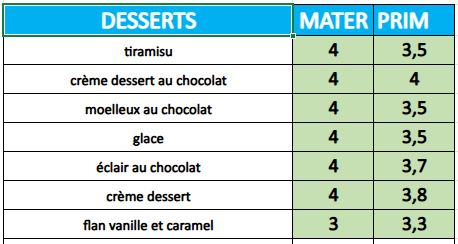 DESSERTS MATER PRIM
tiramisu 4 3,5
crème dessert au chocolat 4 4
moelleux au chocolat 4 3,5
glace 4 3,5
éclair au chocolat 4 3,7
crème dessert 4 3,8
flan vanille et caramel 3 3,3